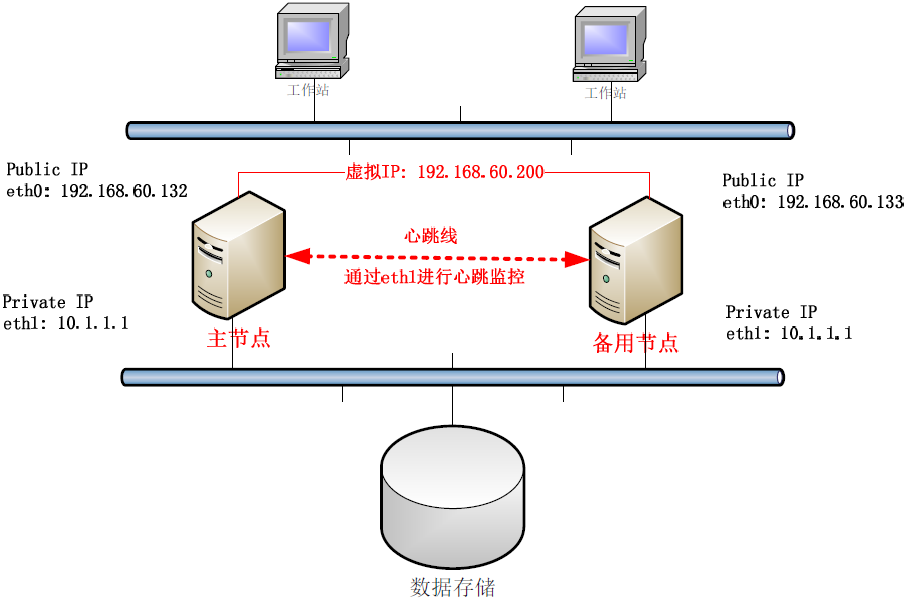 工作站
工作站
Public IP
eth0: 192.168.60.132
虚拟IP: 192.168.60.200
Public IP
eth0: 192.168.60.133
心跳线
通过eth1进行心跳监控
Private IP
eth1: 10.1.1.1
Private IP
eth1: 10.1.1.1
主节点
备用节点
数据存储